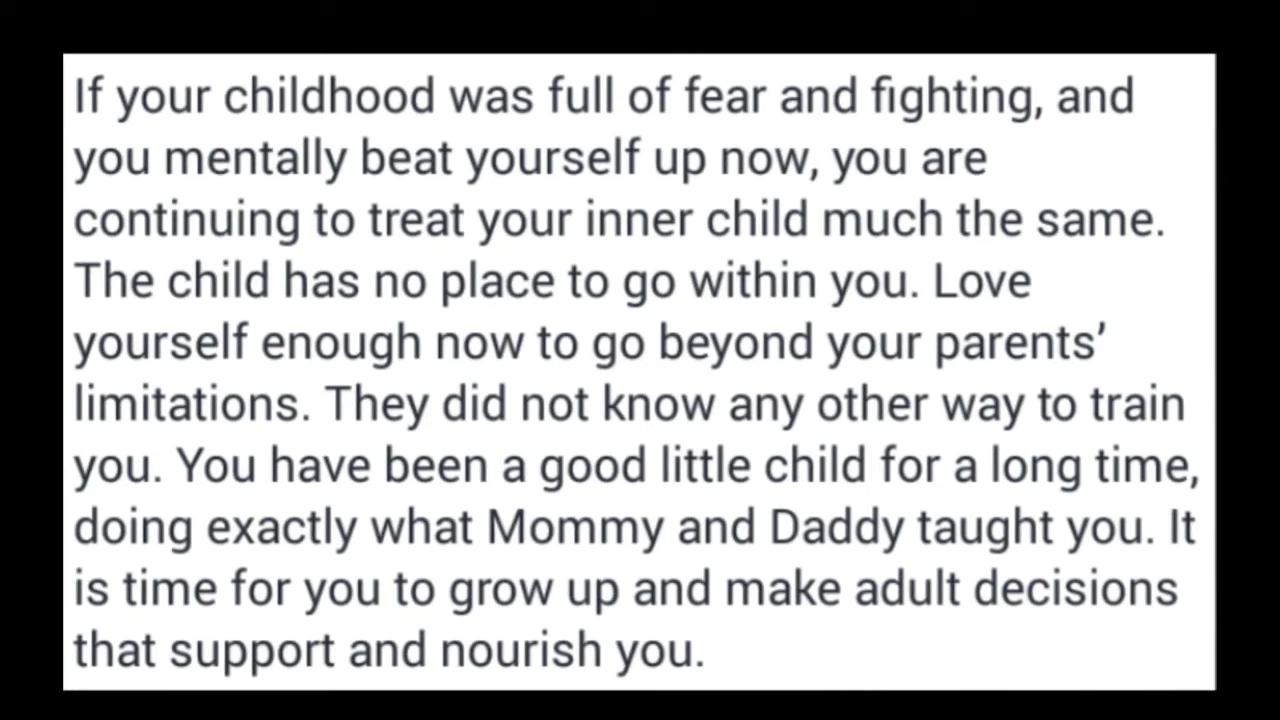 If your childhood was full of fear and fighting, and
you mentally beat yourself up now, you are
continuing to treat your inner child much the same.
The child has no place to go within you. Love
yourself enough now to go beyond your parents’
limitations. They did not know any other way to train
you. You have been a good little child for a long time,
doing exactly what Mommy and Daddy taught you. It
is time for you to grow up and make adult decisions
that support and nourish you.